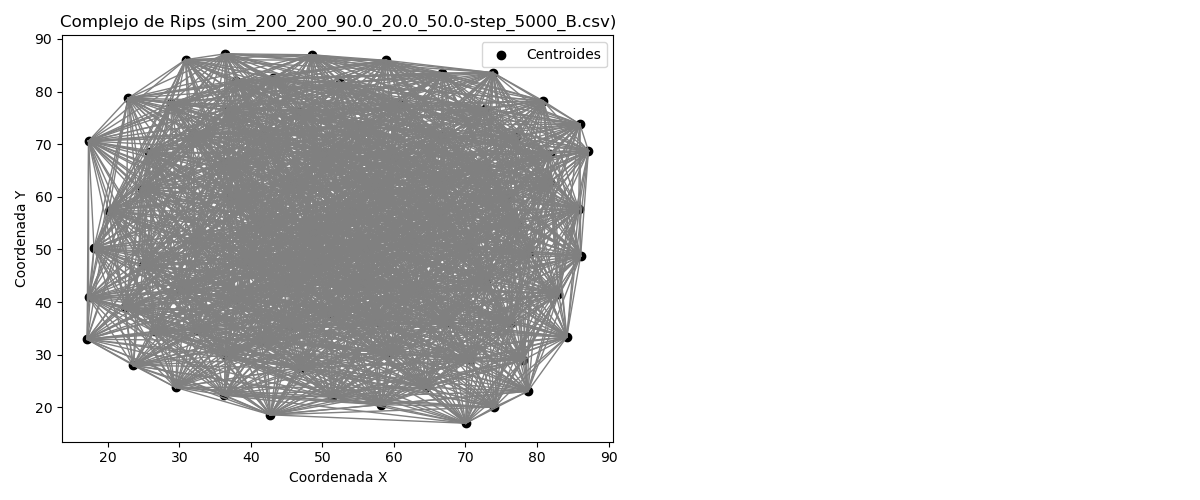 Complejo de Rips (sim_200_200_90.0_20.0_50.0-step_5000_B.csv)
Centroides
90
80
70
60
50
40
30
20
Coordenada Y
20 30 40 50 60 70 80 90
Coordenada X